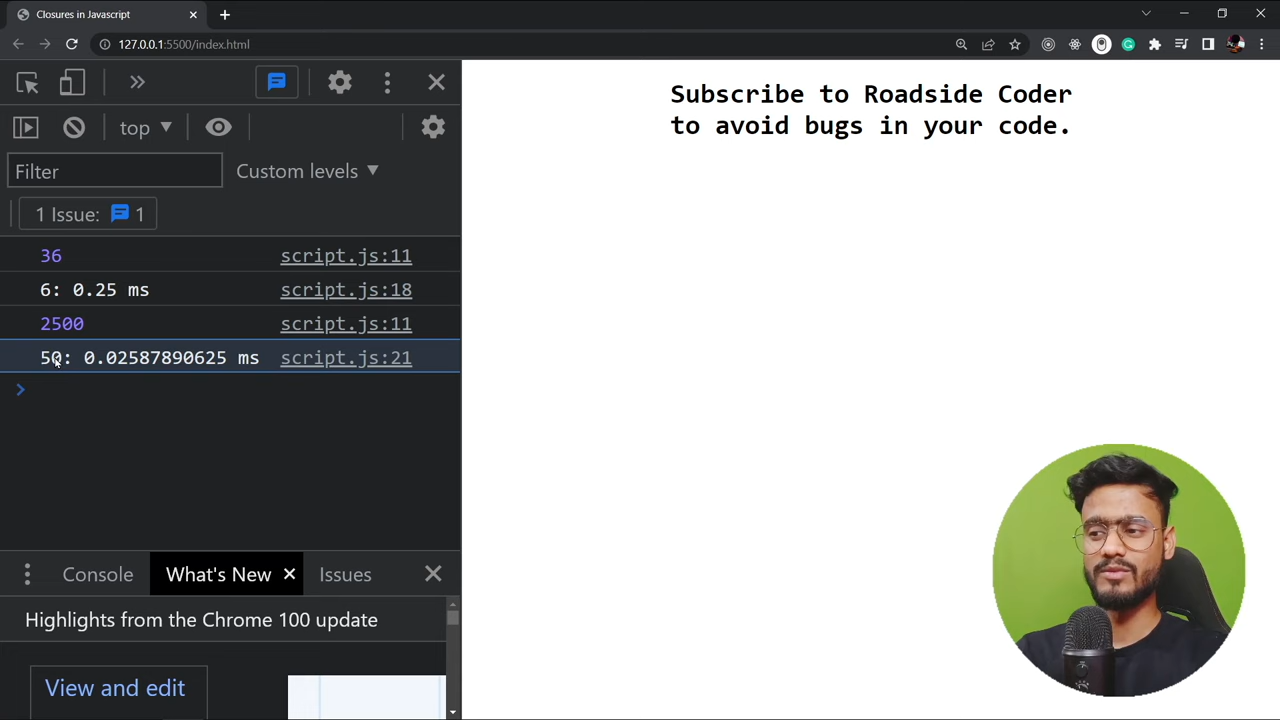 Closures in Javascript
127.0.0.1:5500/index.html
top
Filter
Custom levels
1 Issue: 1
36 script.js:11
6: 0.25 ms script.js:18
2500 script.js:11
50: 0.02587890625 ms script.js:21
Console
What's New
Issues
Highlights from the Chrome 100 update
View and edit
Subscribe to Roadside Coder
to avoid bugs in your code.